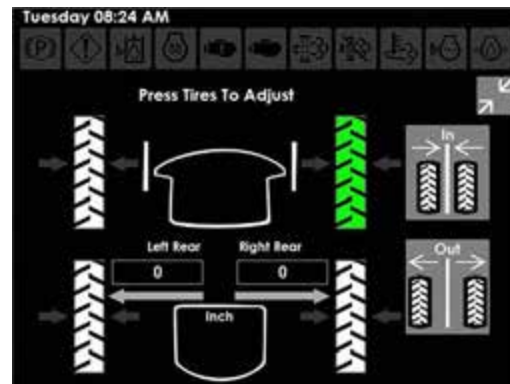 Tuesday 08:24 AM
(P)
Press Tires To Adjust
In
Left Rear
Right Rear
0
0
Out
Inch